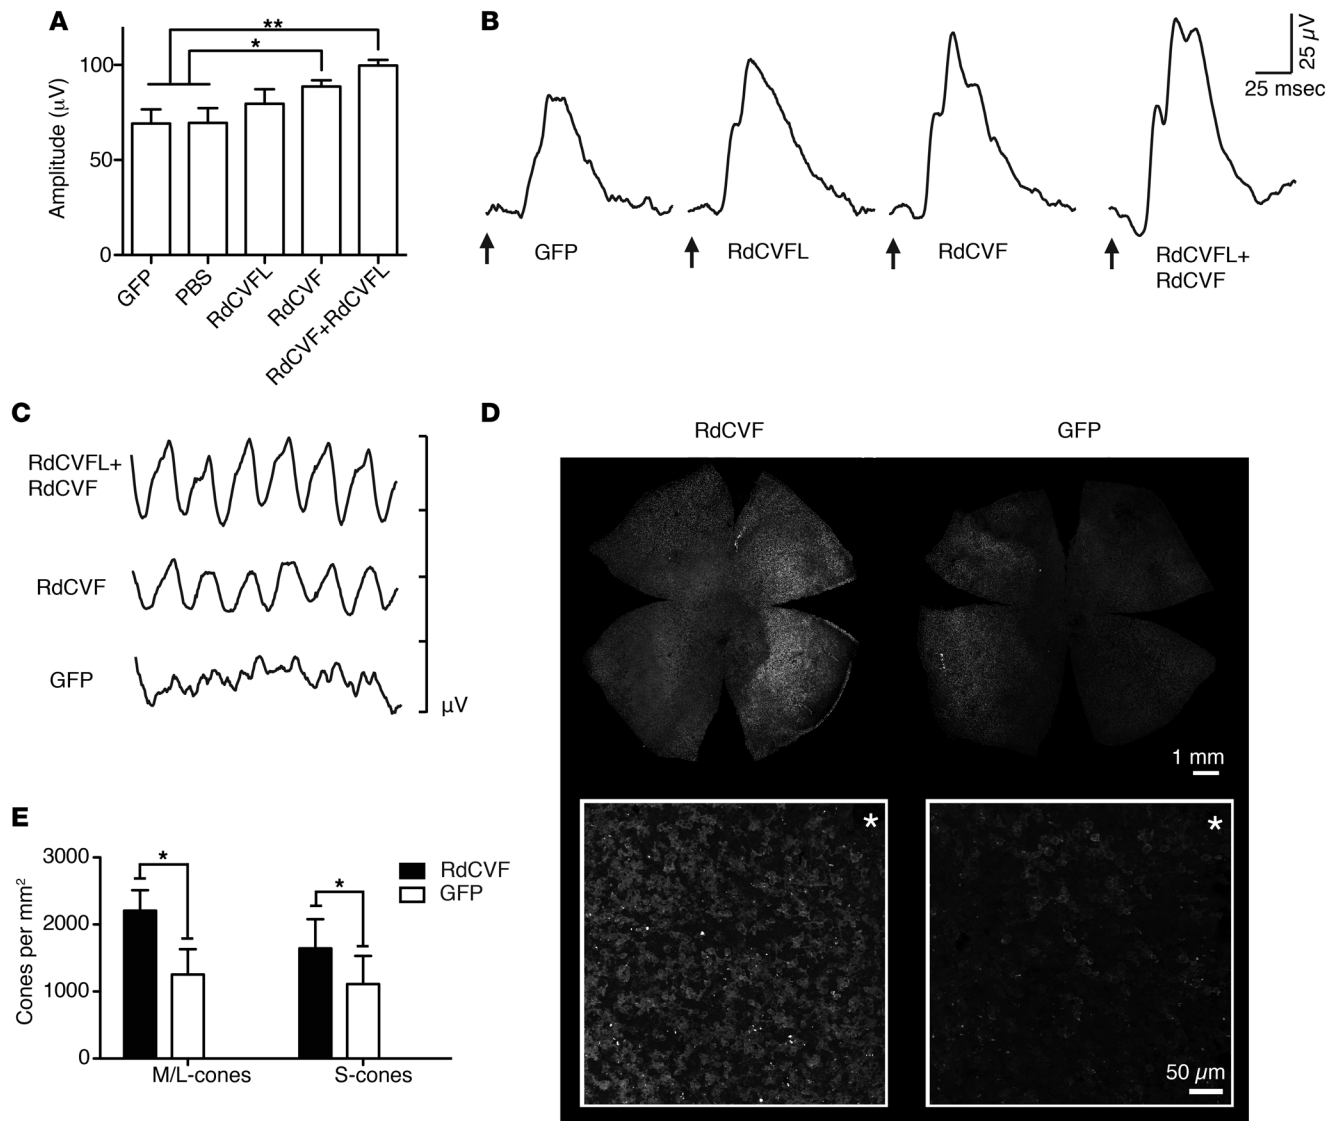 A
**
*
100
50
0
Amplitude (µV)
GFP
PBS
RdCVFL
RdCVF
RdCVF+RdCVFL
B
25 µV
25 msec
GFP
RdCVFL
RdCVF
RdCVFL+
RdCVF
C
RdCVFL+
RdCVF
RdCVF
GFP
µV
D
RdCVF
GFP
1 mm
*
*
50 µm
E
3000
2000
1000
0
Cones per mm²
*
*
RdCVF
GFP
M/L-cones
S-cones